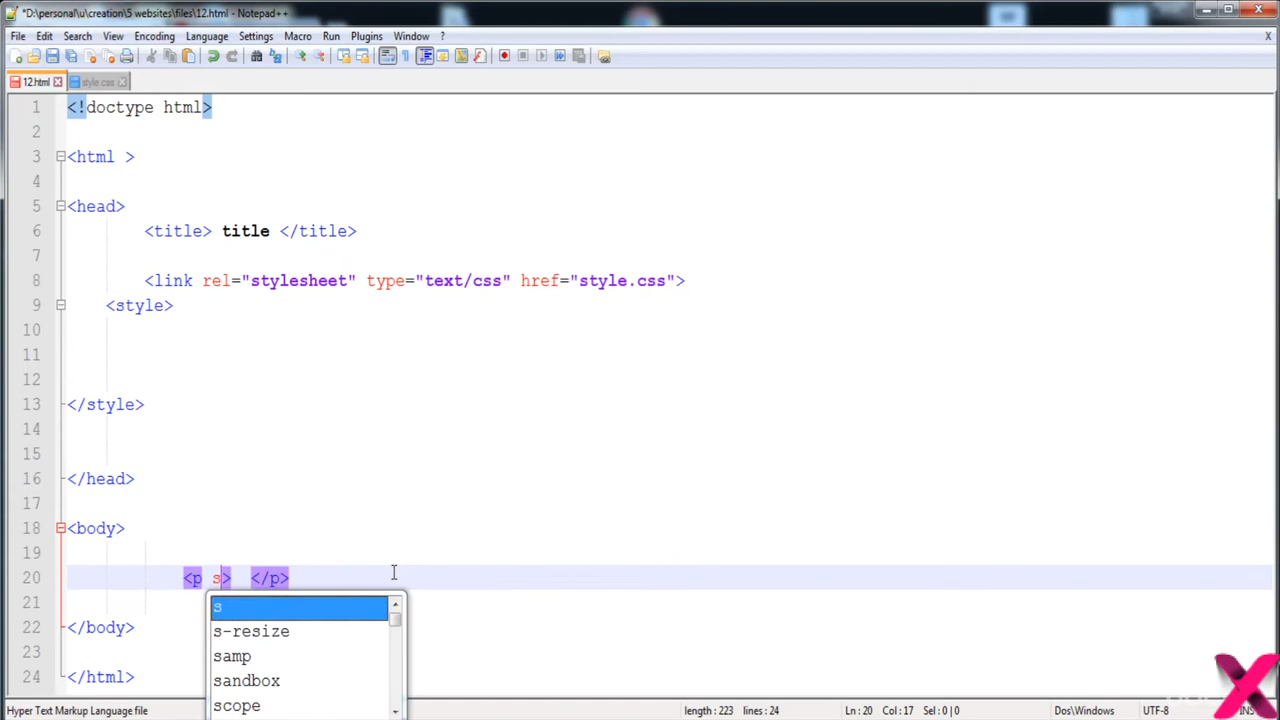 *D:\personal\u\creation\5 websites\files\12.html - Notepad++
File Edit Search View Encoding Language Settings Macro Run Plugins Window ? X
12.html style.css
1 <!doctype html>
2
3 <html >
4
5 <head>
6 <title> title </title>
7
8 <link rel="stylesheet" type="text/css" href="style.css">
9 <style>
10
11
12
13 </style>
14
15
16 </head>
17
18 <body>
19
20 <p s> </p>
21
22 </body>
23
24 </html>
s
s-resize
samp
sandbox
scope
Hyper Text Markup Language file length : 223 lines : 24 Ln : 20 Col : 17 Sel : 0 | 0 Dos\Windows UTF-8 INS